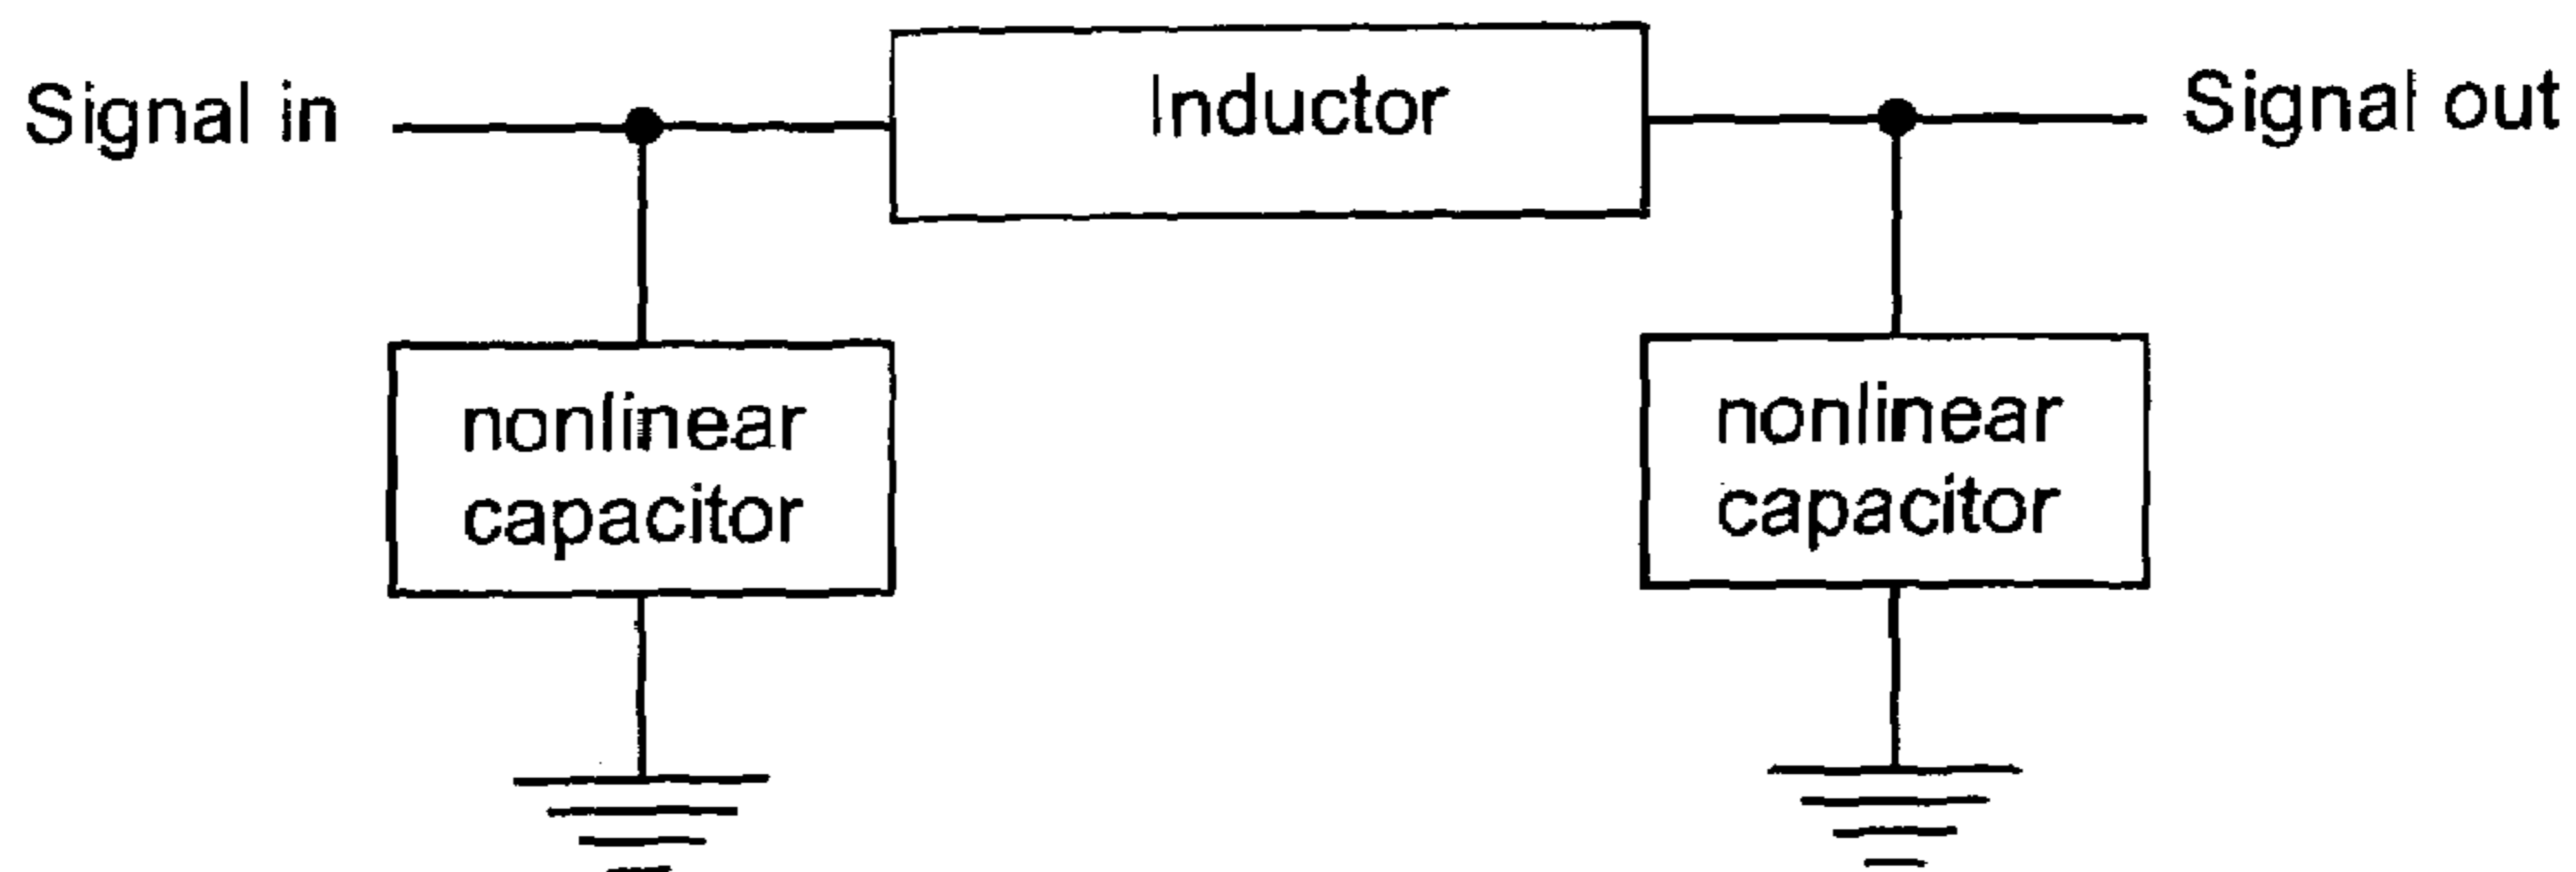 Signal in
Inductor
Signal out
nonlinear
capacitor
nonlinear
capacitor